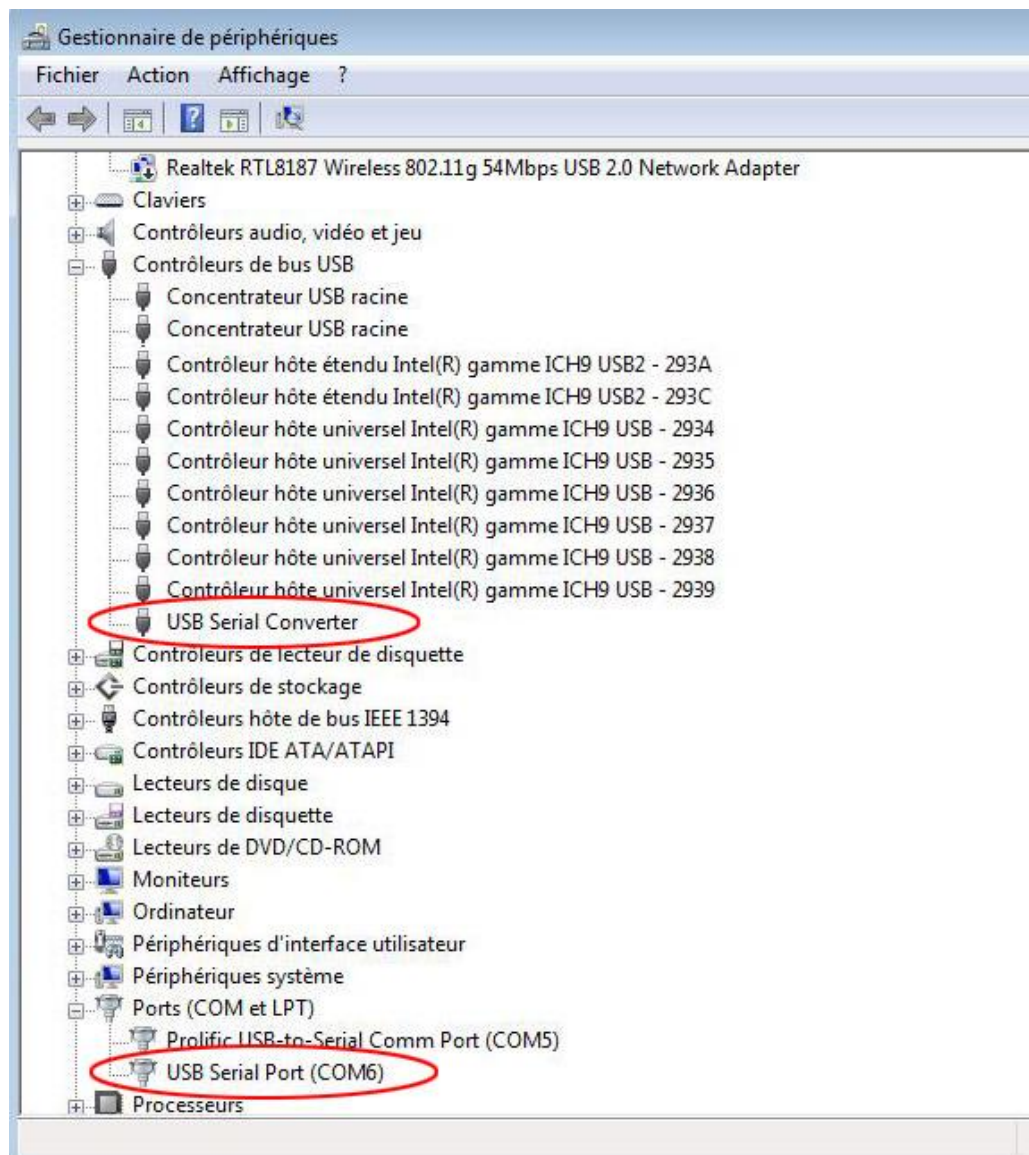 Gestionnaire de périphériques
Fichier Action Affichage ?
Realtek RTL8187 Wireless 802.11g 54Mbps USB 2.0 Network Adapter
Claviers
Contrôleurs audio, vidéo et jeu
Contrôleurs de bus USB
Concentrateur USB racine
Concentrateur USB racine
Contrôleur hôte étendu Intel(R) gamme ICH9 USB2 - 293A
Contrôleur hôte étendu Intel(R) gamme ICH9 USB2 - 293C
Contrôleur hôte universel Intel(R) gamme ICH9 USB - 2934
Contrôleur hôte universel Intel(R) gamme ICH9 USB - 2935
Contrôleur hôte universel Intel(R) gamme ICH9 USB - 2936
Contrôleur hôte universel Intel(R) gamme ICH9 USB - 2937
Contrôleur hôte universel Intel(R) gamme ICH9 USB - 2938
Contrôleur hôte universel Intel(R) gamme ICH9 USB - 2939
USB Serial Converter
Contrôleurs de lecteur de disquette
Contrôleurs de stockage
Contrôleurs hôte de bus IEEE 1394
Contrôleurs IDE ATA/ATAPI
Lecteurs de disque
Lecteurs de disquette
Lecteurs de DVD/CD-ROM
Moniteurs
Ordinateur
Périphériques d'interface utilisateur
Périphériques système
Ports (COM et LPT)
Prolific USB-to-Serial Comm Port (COM5)
USB Serial Port (COM6)
Processeurs